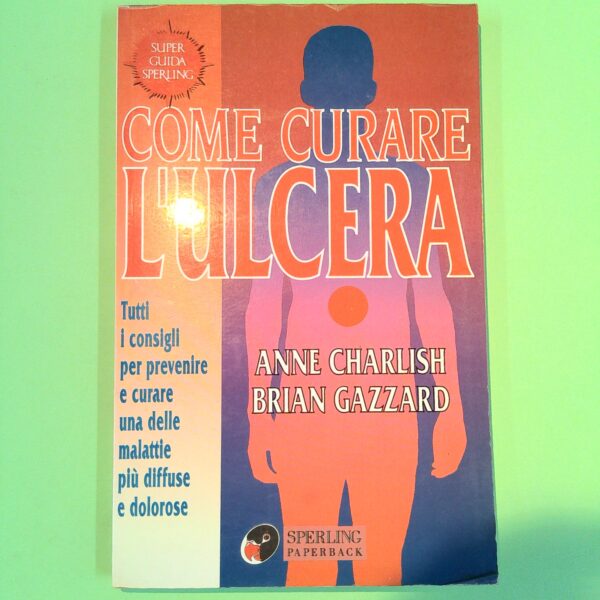 SUPER
GUIDA
SPERLING
COME CURARE
L'ULCERA
Tutti
i consigli
per prevenire
e curare
una delle
malattie
più diffuse
e dolorose
ANNE CHARLISH
BRIAN GAZZARD
SPERLING
PAPERBACK